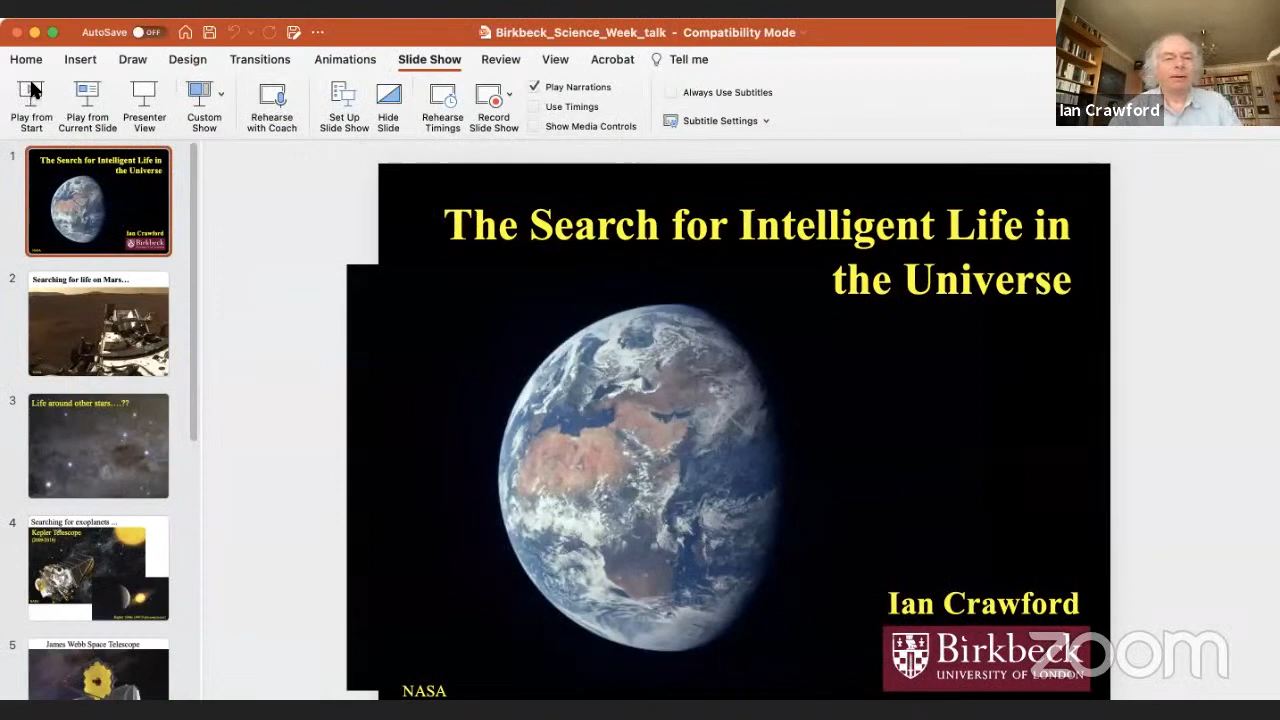 AutoSave OFF
Birkbeck_Science_Week_talk - Compatibility Mode
Home Insert Draw Design Transitions Animations Slide Show Review View Acrobat Tell me
Play from Start
Play from Current Slide
Presenter View
Custom Show
Rehearse with Coach
Set Up Slide Show
Hide Slide
Rehearse Timings
Record Slide Show
Play Narrations
Use Timings
Show Media Controls
Always Use Subtitles
Subtitle Settings
Ian Crawford
1
The Search for Intelligent Life in
the Universe
Ian Crawford
Birkbeck
2
Searching for life on Mars...
3
Life around other stars....??
4
Searching for exoplanets ...
Kepler Telescope
5
James Webb Space Telescope
The Search for Intelligent Life in
the Universe
Ian Crawford
Birkbeck
UNIVERSITY OF LONDON
NASA
zoom